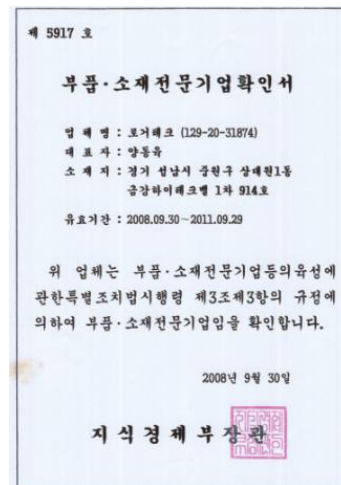 제 5917 호
부품·소재전문기업확인서
업 체 명 : 로거테크 (129-20-31874)
대 표 자 : 양동육
소 재 지 : 경기 성남시 중원구 상대원1동
금강하이테크밸 1차 914호
유효기간 : 2008.09.30~2011.09.29
위 업체는 부품·소재전문기업등의육성에
관한특별조치법시행령 제3조제3항의 규정에
의하여 부품·소재전문기업임을 확인합니다.
2008년 9월 30일
지식경제부장관